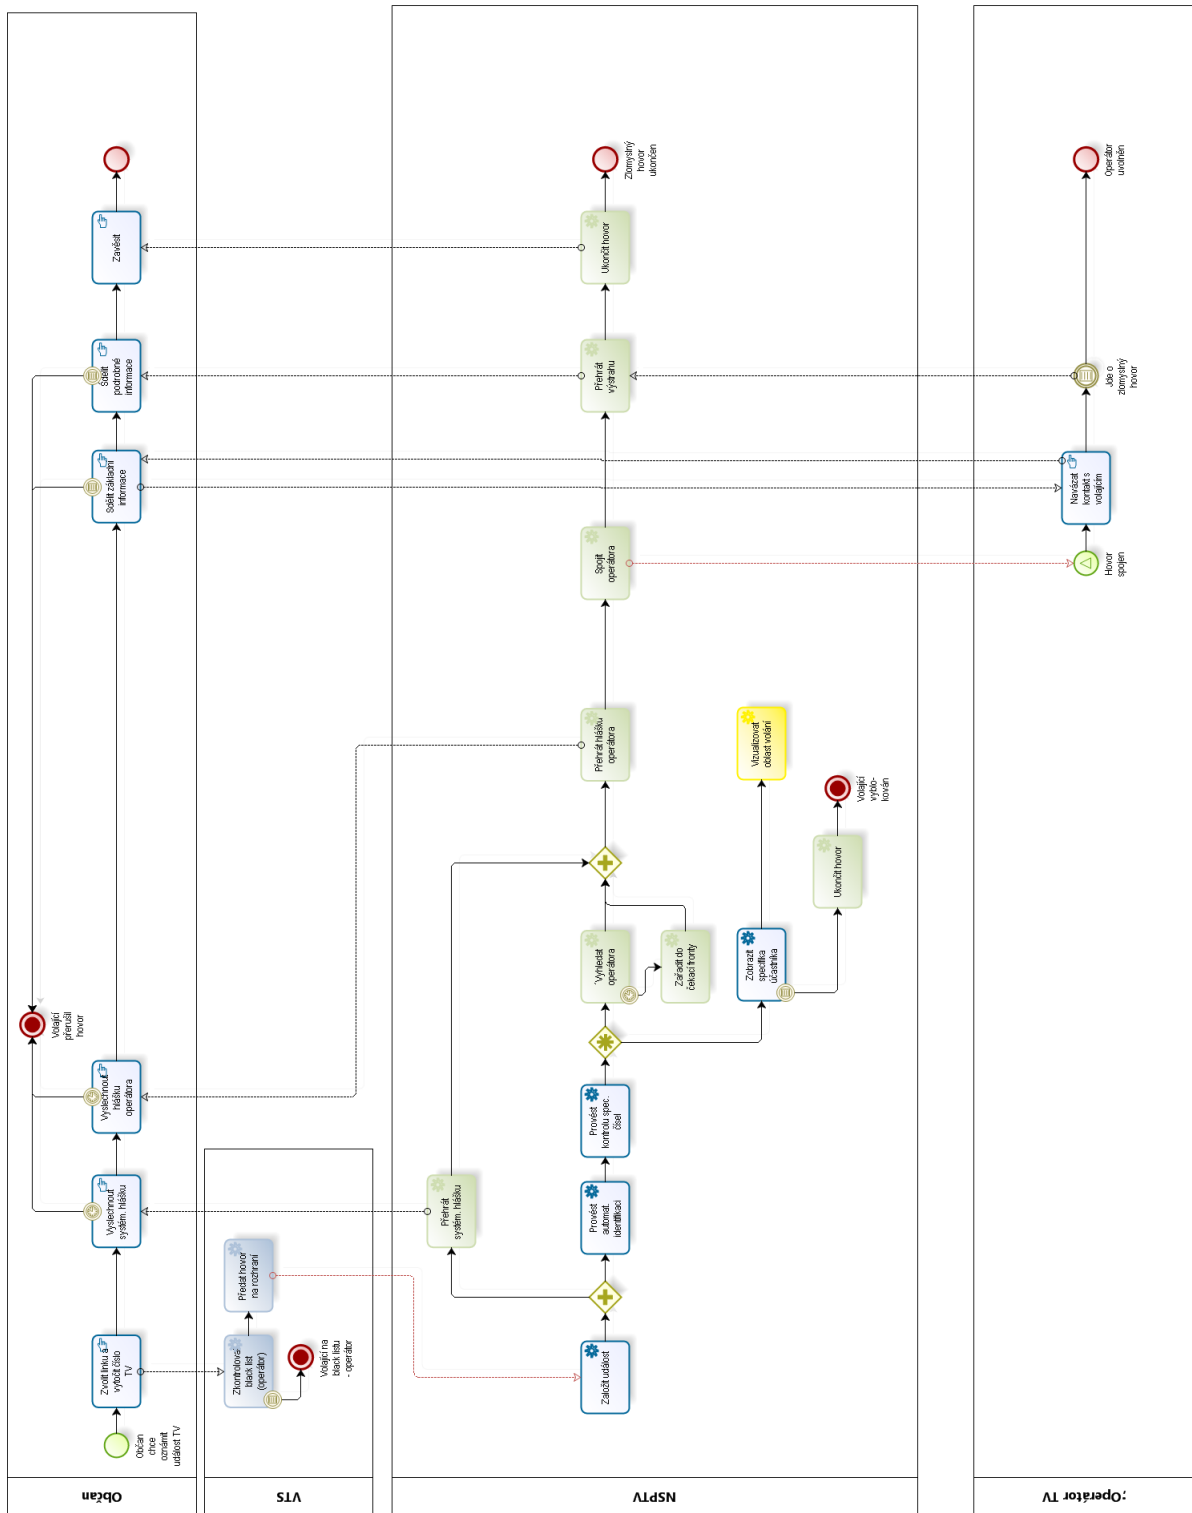 Občan
Občan
chce
oznámit
událost TV
Zvolit linku a
vytočit číslo
TV
Vyslechnout
systém. hlášku
Vyslechnout
hlášku
operátora
Volající
přerušil
hovor
Sdělit základní
informace
Sdělit
podrobné
informace
Zavěsit
VTS
Zkontrolova
black list
(operátor)
Volající na
black listu
- operátor
Předat hovor
na rozhraní
NSPTV
Založit událost
Přehrát
systém. hlášku
Provést
automat.
identifikaci
Provést
kontrolu spec.
čísel
Vyhledat
operátora
Zařadit do
čekací fronty
Zobrazit
specifika
účastníka
Ukončit hovor
Volající
vyblo-
kován
Vizualizovat
oblast volání
Přehrát hlášku
operátora
Spojit
operátora
Přehrát
výstrahu
Ukončit hovor
Zlomyslný
hovor
ukončen
;Operátor TV
Hovor
spojen
Navázat
kontakt s
volajícím
Jde o
zlomyslný
hovor
Operátor
uvolněn